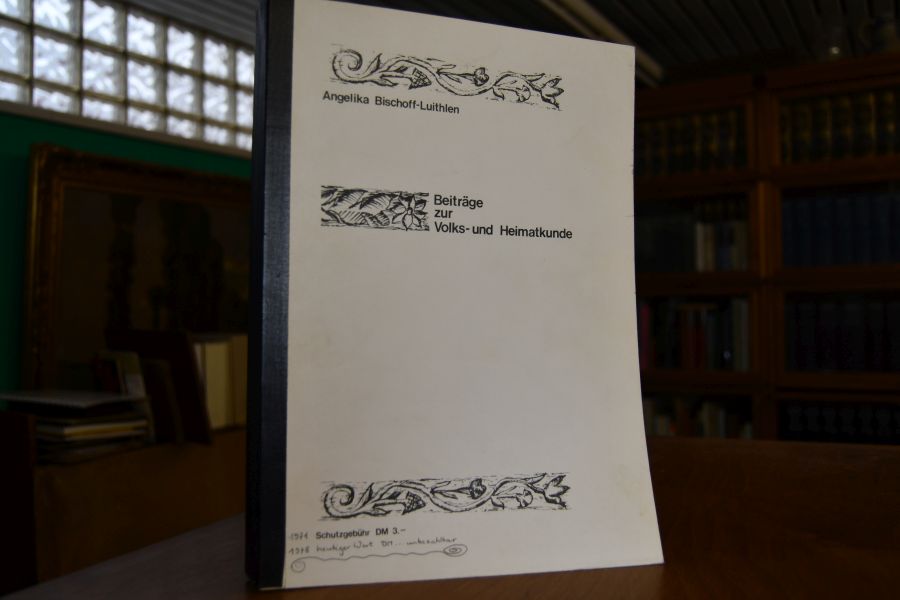 Angelika Bischoff-Luithlen
Beiträge
zur
Volks- und Heimatkunde
1971 Schutzgebühr DM 3.–
1978 heutiger Wert DM... unbezahlbar